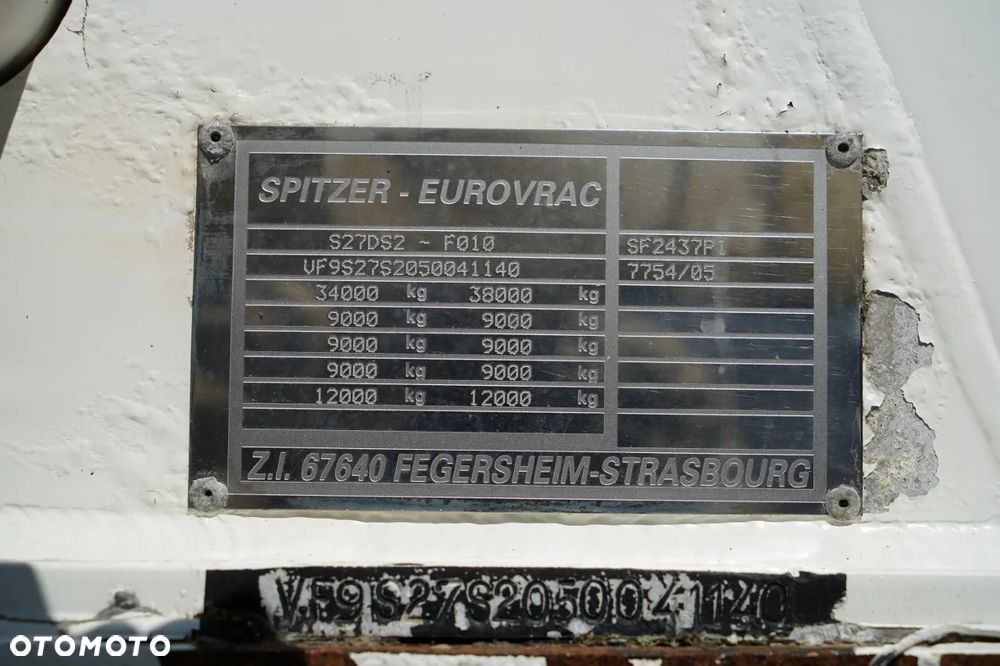 SPITZER - EUROVRAC
S27DS2 - F010 SF2437PI
VF9S27S2050041140 7754/05
34000 kg 38000 kg
9000 kg 9000 kg
9000 kg 9000 kg
9000 kg 9000 kg
12000 kg 12000 kg
Z.I. 67640 FEGERSHEIM-STRASBOURG
VF9S27S2050041140
OTOMOTO